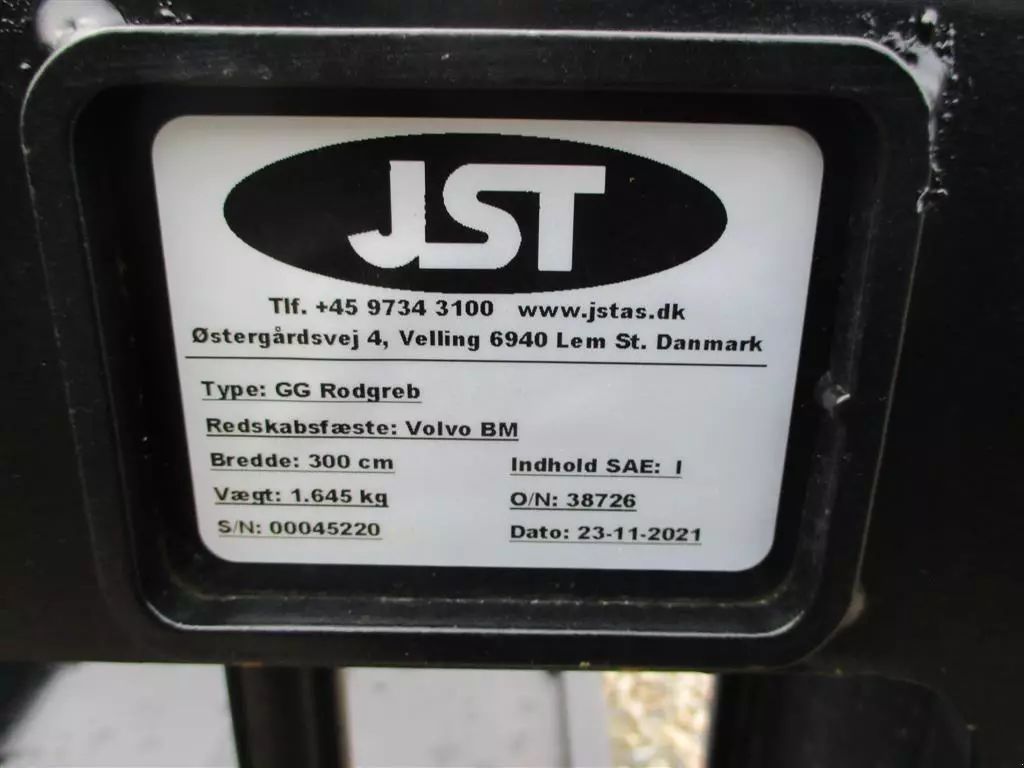 JST
Tlf. +45 9734 3100 www.jstas.dk
Østergårdsvej 4, Velling 6940 Lem St. Danmark
Type: GG Rodgreb
Redskabsfæste: Volvo BM
Bredde: 300 cm Indhold SAE: l
Vægt: 1.645 kg O/N: 38726
S/N: 00045220 Dato: 23-11-2021